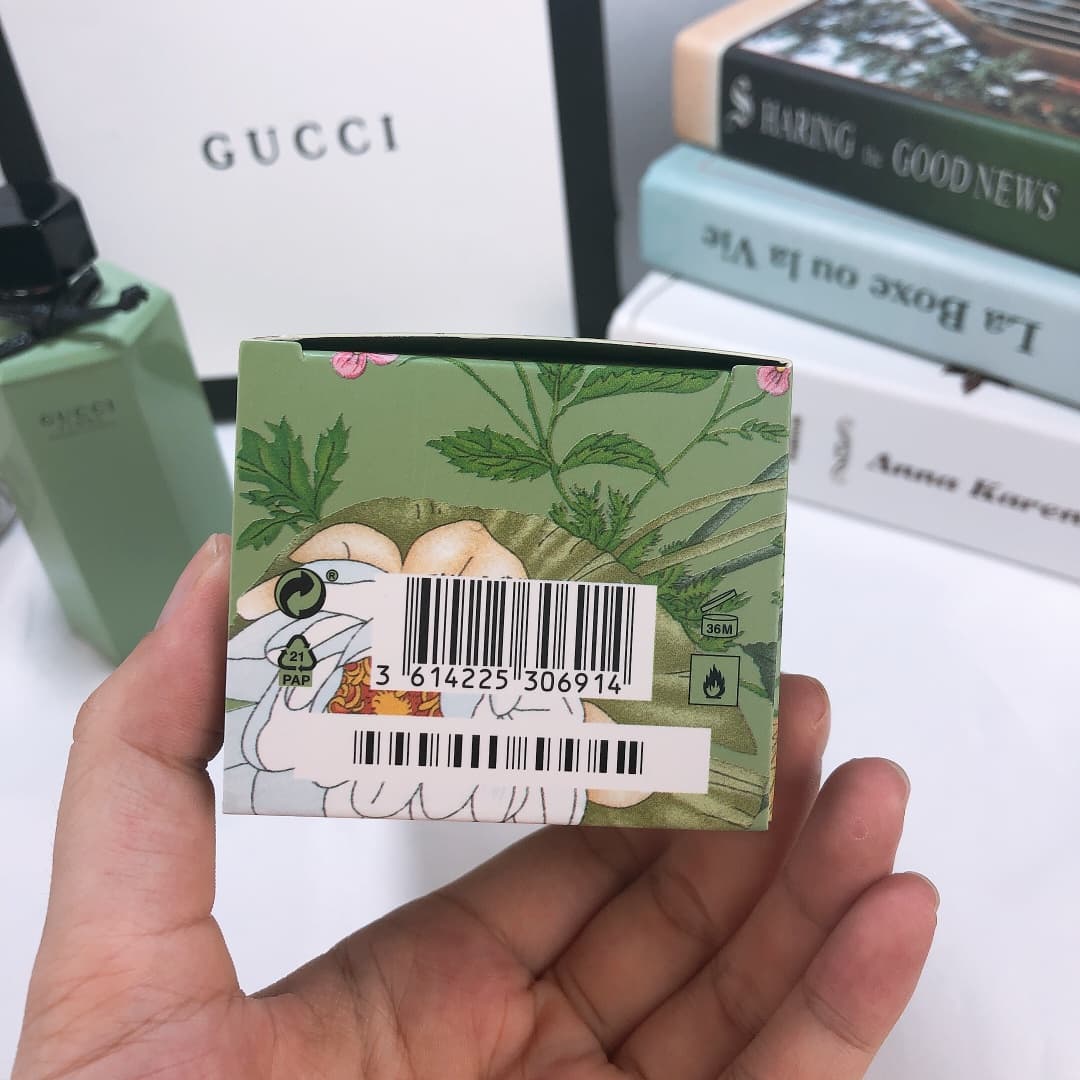 GUCCI
SHARING the GOOD NEWS
La Boxe ou la Vie
Anna Karen
GUCCI
®
21
PAP
36M
3 614225 306914